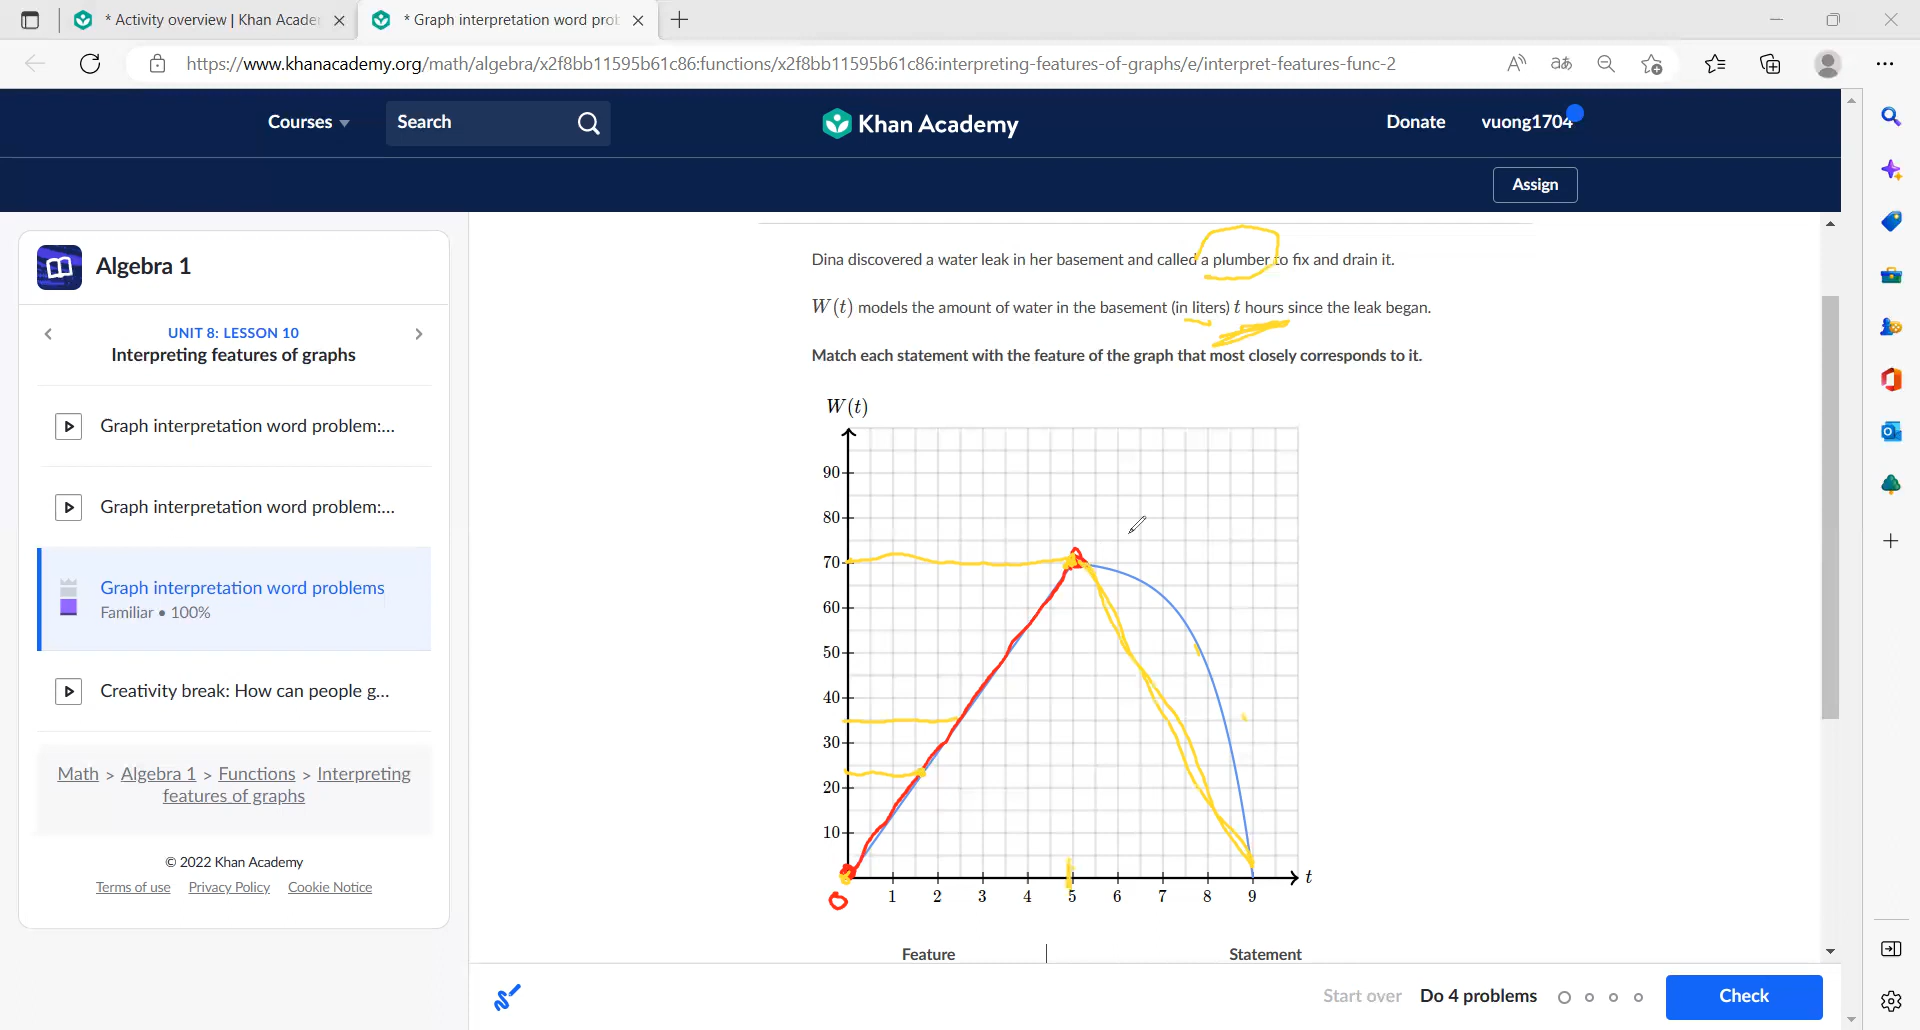 * Activity overview | Khan Acade
* Graph interpretation word prob
https://www.khanacademy.org/math/algebra/x2f8bb11595b61c86:functions/x2f8bb11595b61c86:interpreting-features-of-graphs/e/interpret-features-func-2
Courses
Search
Khan Academy
Donate
vuong1704
Assign
Algebra 1
UNIT 8: LESSON 10
Interpreting features of graphs
Graph interpretation word problem:...
Graph interpretation word problem:...
Graph interpretation word problems
Familiar • 100%
Creativity break: How can people g...
Math > Algebra 1 > Functions > Interpreting
features of graphs
© 2022 Khan Academy
Terms of use Privacy Policy Cookie Notice
Dina discovered a water leak in her basement and called a plumber to fix and drain it.
W(t) models the amount of water in the basement (in liters) t hours since the leak began.
Match each statement with the feature of the graph that most closely corresponds to it.
W(t)
90
80
70
60
50
40
30
20
10
t
0
1 2 3 4 5 6 7 8 9
Feature Statement
Start over Do 4 problems
Check